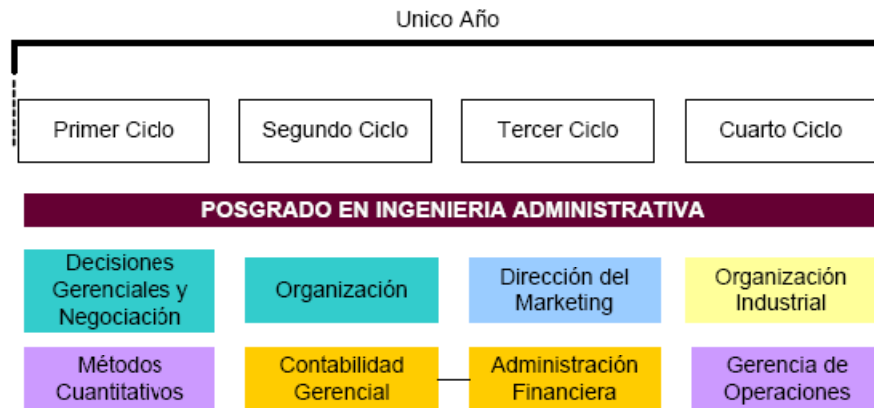 Unico Año
Primer Ciclo
Segundo Ciclo
Tercer Ciclo
Cuarto Ciclo
POSGRADO EN INGENIERIA ADMINISTRATIVA
Decisiones
Gerenciales y
Negociación
Organización
Dirección del
Marketing
Organización
Industrial
Métodos
Cuantitativos
Contabilidad
Gerencial
Administración
Financiera
Gerencia de
Operaciones